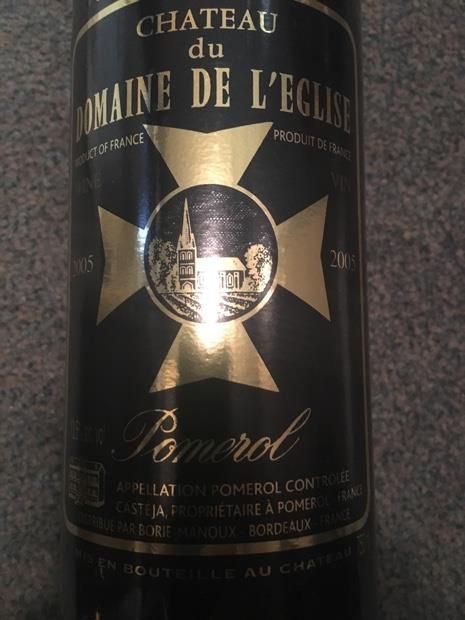 CHATEAU
du
DOMAINE DE L'EGLISE
PRODUCT OF FRANCE PRODUIT DE FRANCE
WINE VIN
2005 2005
Pomerol
APPELLATION POMEROL CONTROLÉE
CASTEJA, PROPRIÉTAIRE À POMEROL - FRANCE
DISTRIBUÉ PAR BORIE-MANOUX - BORDEAUX - FRANCE
MIS EN BOUTEILLE AU CHATEAU